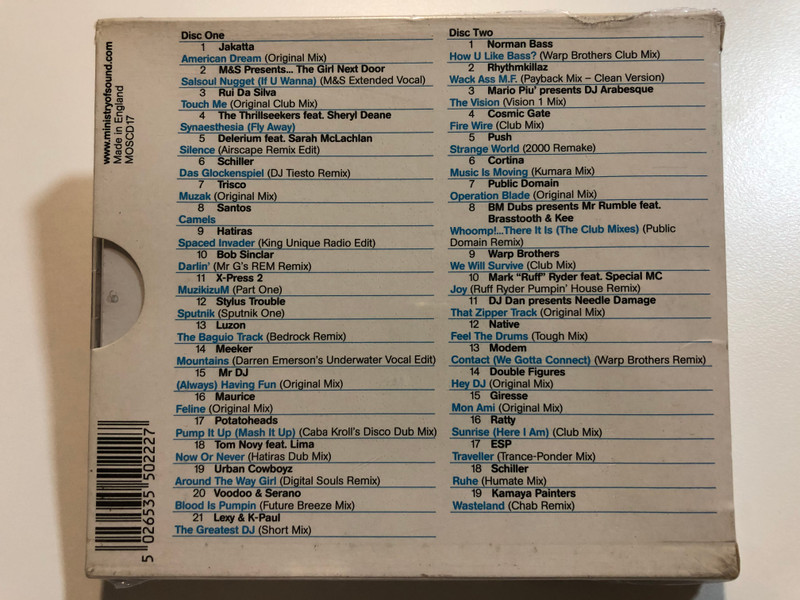 www.ministryofsound.com
Made in England
MOSCD17
Disc One
1 Jakatta
American Dream (Original Mix)
2 M&S Presents... The Girl Next Door
Salsoul Nugget (If U Wanna) (M&S Extended Vocal)
3 Rui Da Silva
Touch Me (Original Club Mix)
4 The Thrillseekers feat. Sheryl Deane
Synaesthesia (Fly Away)
5 Delerium feat. Sarah McLachlan
Silence (Airscape Remix Edit)
6 Schiller
Das Glockenspiel (DJ Tiesto Remix)
7 Trisco
Muzak (Original Mix)
8 Santos
Camels
9 Hatiras
Spaced Invader (King Unique Radio Edit)
10 Bob Sinclar
Darlin' (Mr G's REM Remix)
11 X-Press 2
MuzikizuM (Part One)
12 Stylus Trouble
Sputnik (Sputnik One)
13 Luzon
The Baguio Track (Bedrock Remix)
14 Meeker
Mountains (Darren Emerson's Underwater Vocal Edit)
15 Mr DJ
(Always) Having Fun (Original Mix)
16 Maurice
Feline (Original Mix)
17 Potatoheads
Pump It Up (Mash It Up) (Caba Kroll's Disco Dub Mix)
18 Tom Novy feat. Lima
Now Or Never (Hatiras Dub Mix)
19 Urban Cowboyz
Around The Way Girl (Digital Souls Remix)
20 Voodoo & Serano
Blood Is Pumpin (Future Breeze Mix)
21 Lexy & K-Paul
The Greatest DJ (Short Mix)
Disc Two
1 Norman Bass
How U Like Bass? (Warp Brothers Club Mix)
2 Rhythmkillaz
Wack Ass M.F. (Payback Mix – Clean Version)
3 Mario Piu' presents DJ Arabesque
The Vision (Vision 1 Mix)
4 Cosmic Gate
Fire Wire (Club Mix)
5 Push
Strange World (2000 Remake)
6 Cortina
Music Is Moving (Kumara Mix)
7 Public Domain
Operation Blade (Original Mix)
8 BM Dubs presents Mr Rumble feat.
Brasstooth & Kee
Whoomp!...There It Is (The Club Mixes) (Public
Domain Remix)
9 Warp Brothers
We Will Survive (Club Mix)
10 Mark "Ruff" Ryder feat. Special MC
Joy (Ruff Ryder Pumpin' House Remix)
11 DJ Dan presents Needle Damage
That Zipper Track (Original Mix)
12 Native
Feel The Drums (Tough Mix)
13 Modem
Contact (We Gotta Connect) (Warp Brothers Remix)
14 Double Figures
Hey DJ (Original Mix)
15 Giresse
Mon Ami (Original Mix)
16 Ratty
Sunrise (Here I Am) (Club Mix)
17 ESP
Traveller (Trance-Ponder Mix)
18 Schiller
Ruhe (Humate Mix)
19 Kamaya Painters
Wasteland (Chab Remix)
5 026535 502227